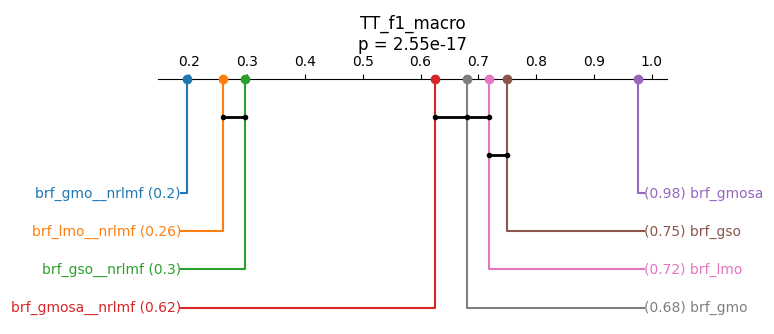 TT_f1_macro
p = 2.55e-17
0.2 0.3 0.4 0.5 0.6 0.7 0.8 0.9 1.0
brf_gmo__nrlmf (0.2)
(0.98) brf_gmosa
brf_lmo__nrlmf (0.26)
(0.75) brf_gso
brf_gso__nrlmf (0.3)
(0.72) brf_lmo
brf_gmosa__nrlmf (0.62)
(0.68) brf_gmo